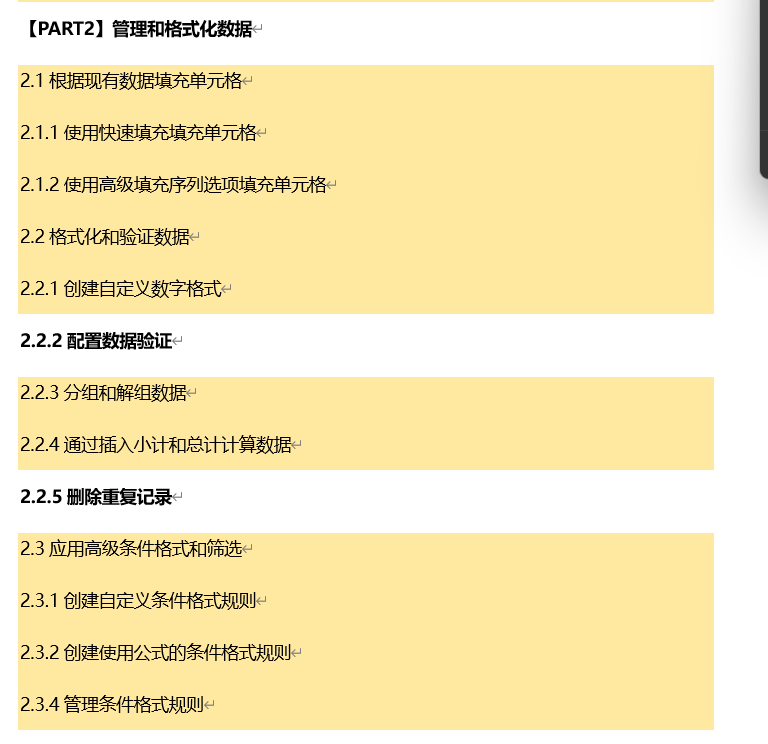 【PART2】管理和格式化数据
2.1 根据现有数据填充单元格
2.1.1 使用快速填充填充单元格
2.1.2 使用高级填充序列选项填充单元格
2.2 格式化和验证数据
2.2.1 创建自定义数字格式
2.2.2 配置数据验证
2.2.3 分组和解组数据
2.2.4 通过插入小计和总计计算数据
2.2.5 删除重复记录
2.3 应用高级条件格式和筛选
2.3.1 创建自定义条件格式规则
2.3.2 创建使用公式的条件格式规则
2.3.4 管理条件格式规则